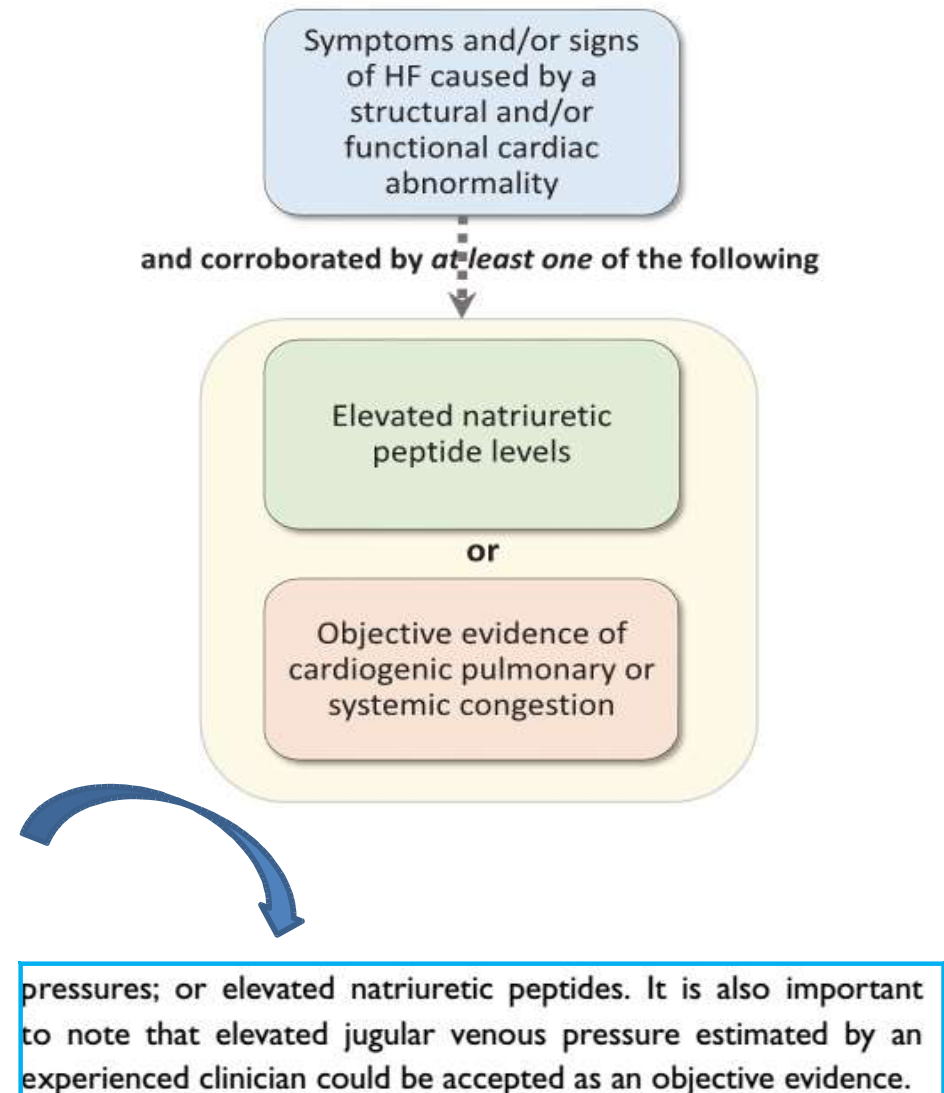 Symptoms and/or signs
of HF caused by a
structural and/or
functional cardiac
abnormality
and corroborated by at least one of the following
Elevated natriuretic
peptide levels
or
Objective evidence of
cardiogenic pulmonary or
systemic congestion
pressures; or elevated natriuretic peptides. It is also important
to note that elevated jugular venous pressure estimated by an
experienced clinician could be accepted as an objective evidence.